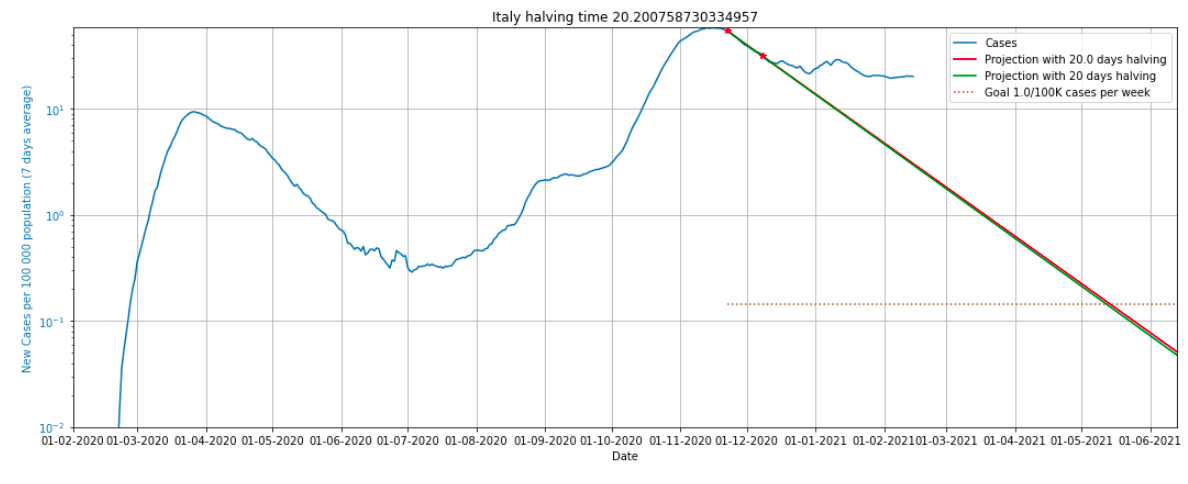 Italy halving time 20.200758730334957
New Cases per 100 000 population (7 days average)
10¹
10⁰
10⁻¹
10⁻²
Cases
Projection with 20.0 days halving
Projection with 20 days halving
Goal 1.0/100K cases per week
01-02-2020 01-03-2020 01-04-2020 01-05-2020 01-06-2020 01-07-2020 01-08-2020 01-09-2020 01-10-2020 01-11-2020 01-12-2020 01-01-2021 01-02-2021 01-03-2021 01-04-2021 01-05-2021 01-06-2021
Date